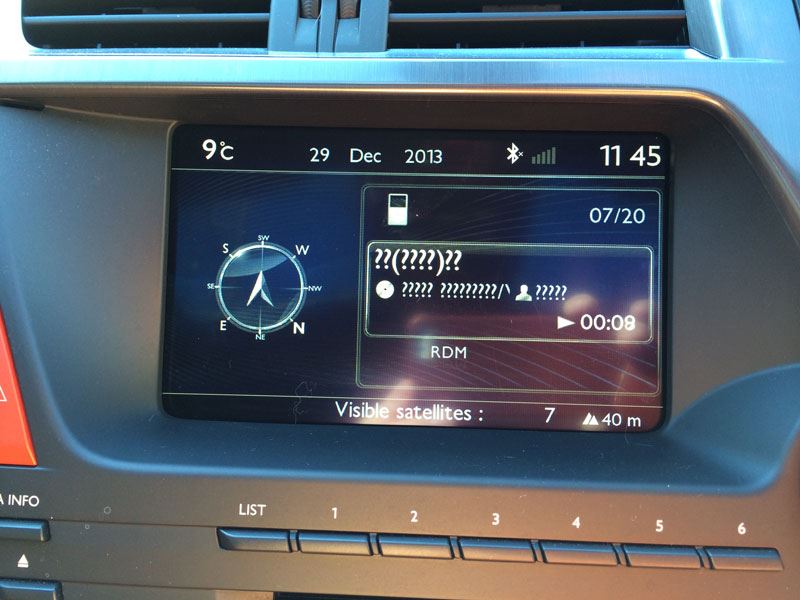 9°C 29 Dec 2013 11 45
SW
S W
SE NW
E N
NE
07/20
??(????)??
????? ?????????/\ ?????
00:08
RDM
Visible satellites : 7 40 m
A INFO
LIST 1 2 3 4 5 6